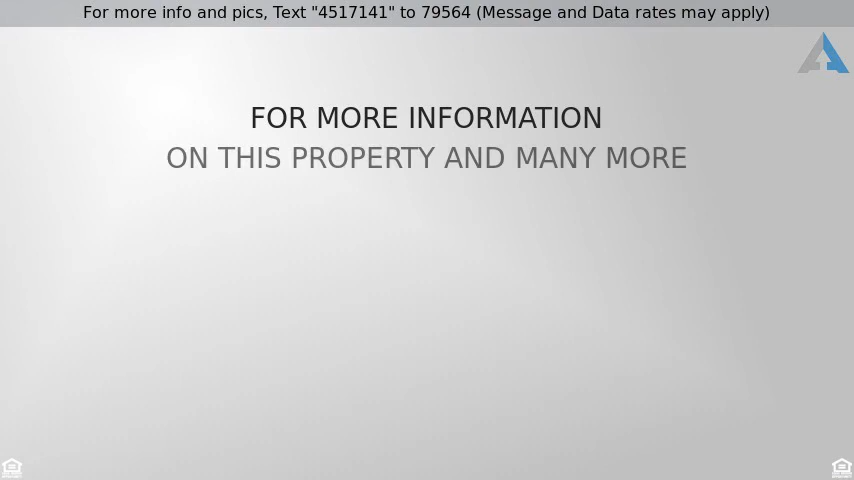 For more info and pics, Text "4517141" to 79564 (Message and Data rates may apply)
FOR MORE INFORMATION
ON THIS PROPERTY AND MANY MORE